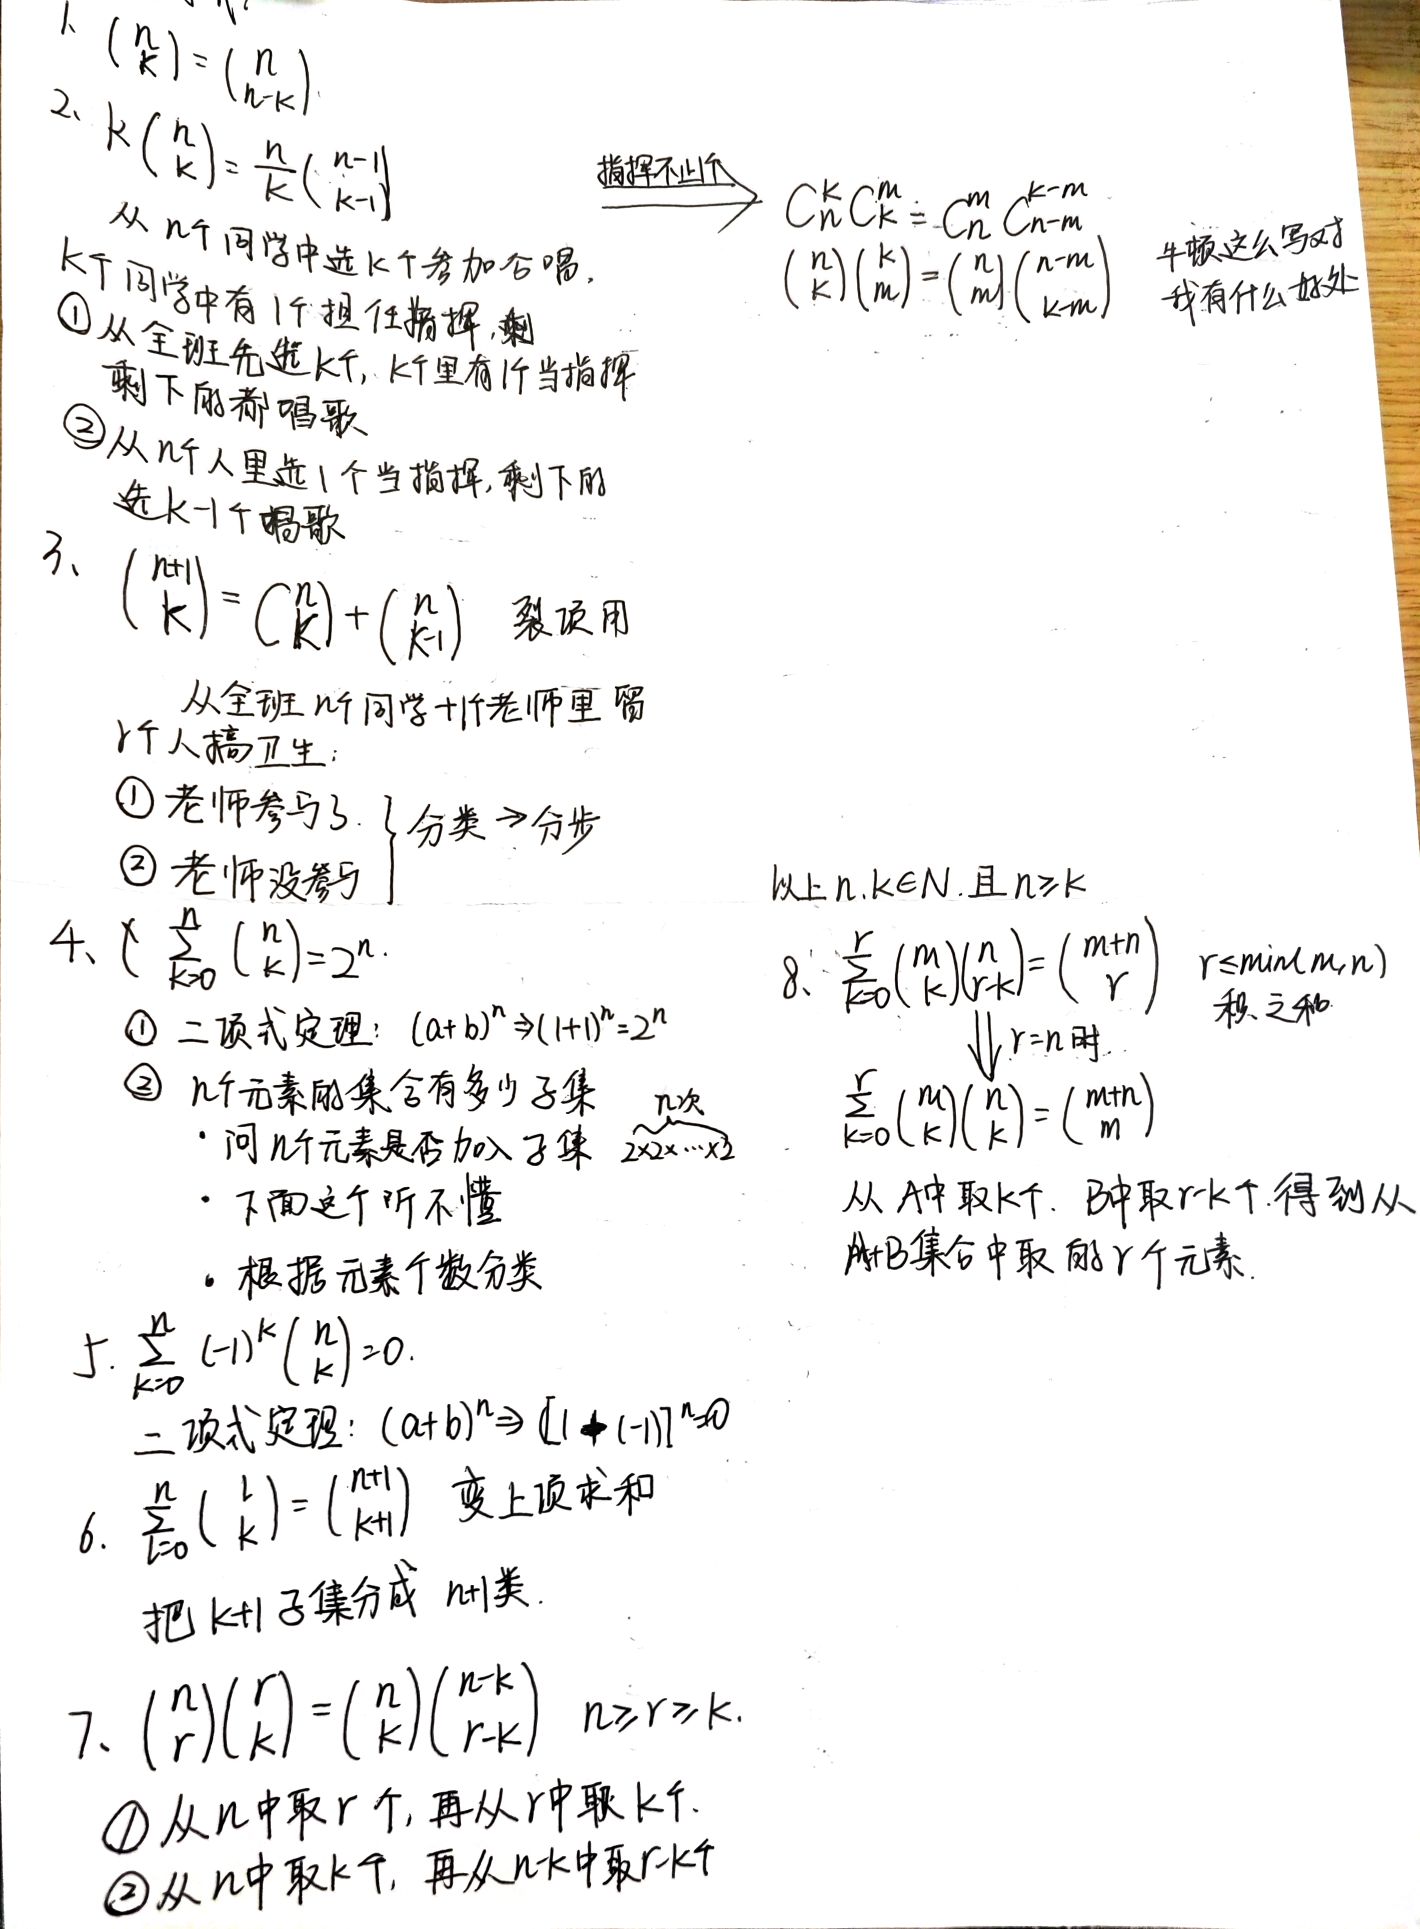 1. $\binom{n}{k}=\binom{n}{n-k}$.
2、 $k\binom{n}{k}=\frac{n}{k}\binom{n-1}{k-1}$
从n个同学中选k个参加合唱,
k个同学中有1个担任指挥,剩
① 从全班先选k个, k个里有1个当指挥
剩下的都唱歌
② 从n个人里选1个当指挥,剩下的
选k-1个唱歌
指挥不止1个
$C_n^k C_k^m = C_n^m C_{n-m}^{k-m}$
$\binom{n}{k}\binom{k}{m}=\binom{n}{m}\binom{n-m}{k-m}$
牛顿这么写对
我有什么好处
3、 $\binom{n+1}{k}=\binom{n}{k}+\binom{n}{k-1}$ 裂项用
从全班n个同学+1个老师里留
r个人搞卫生:
① 老师参与了.
② 老师没参与
分类→分步
4、 $\sum_{k=0}^{n}\binom{n}{k}=2^n$.
① 二项式定理: $(a+b)^n⇒(1+1)^n=2^n$
② n个元素的集合有多少子集
· 问n个元素是否加入子集
n次
2×2×…×2
· 下面这个听不懂
· 根据元素个数分类
5. $\sum_{k=0}^{n}(-1)^k\binom{n}{k}=0$.
二项式定理: $(a+b)^n⇒[1+(-1)]^n=0$
6. $\sum_{l=0}^{n}\binom{l}{k}=\binom{n+1}{k+1}$ 变上项求和
把k+1子集分成 n+1类.
7、 $\binom{n}{r}\binom{r}{k}=\binom{n}{k}\binom{n-k}{r-k}$ n≥r≥k.
① 从n中取r个,再从r中取k个.
② 从n中取k个, 再从n-k中取r-k个
以上n.k∈N.且n≥k
8、 $\sum_{k=0}^{r}\binom{m}{k}\binom{n}{r-k}=\binom{m+n}{r}$ r≤min(m,n)
积之和
⇓ r=n时
$\sum_{k=0}^{r}\binom{m}{k}\binom{n}{k}=\binom{m+n}{m}$
从A中取k个. B中取r-k个.得到从
A+B集合中取的r个元素.